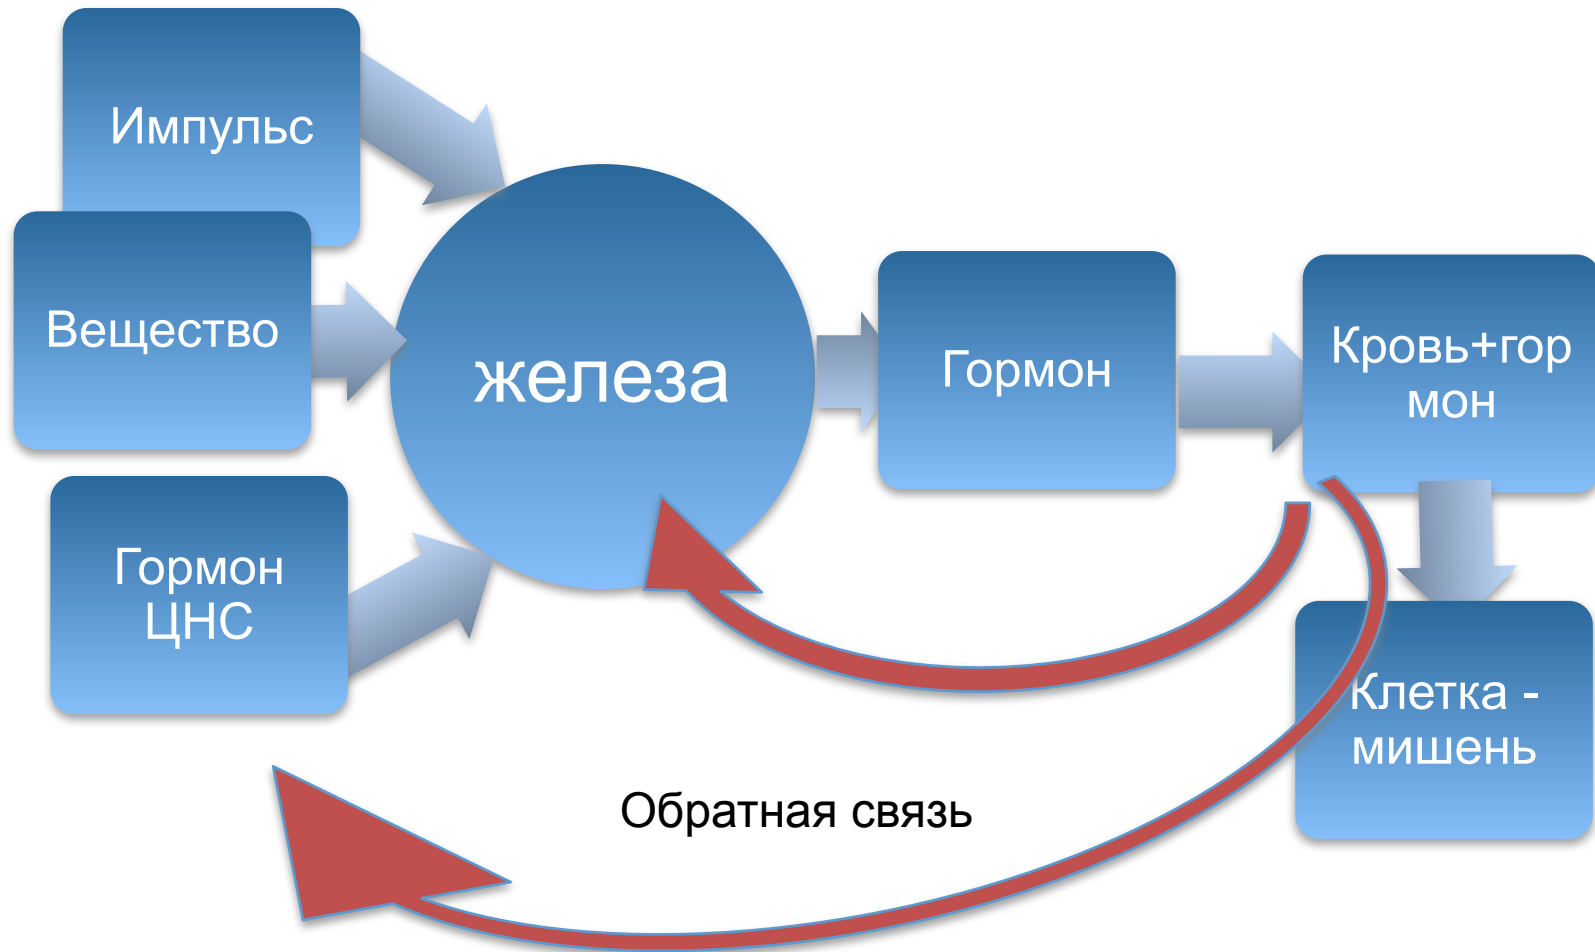 Импульс
Вещество
Гормон
ЦНС
железа
Гормон
Кровь+гор
мон
Клетка -
мишень
Обратная связь